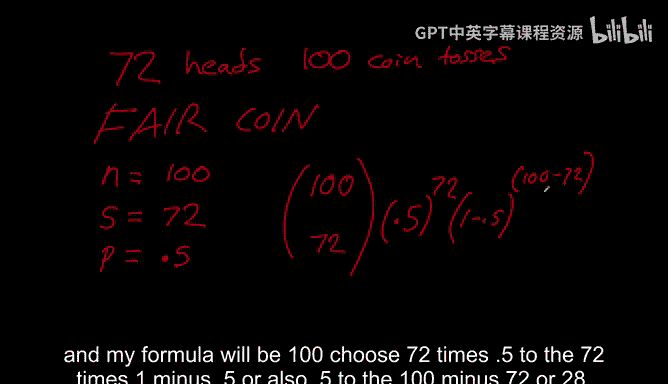 GPT中英字幕课程资源 bilibili
72 heads 100 coin tosses
FAIR COIN
n = 100
s = 72
p = .5
(100 72) (.5)^72 (1-.5)^(100-72)
and my formula will be 100 choose 72 times .5 to the 72
times 1 minus .5 or also .5 to the 100 minus 72 or 28